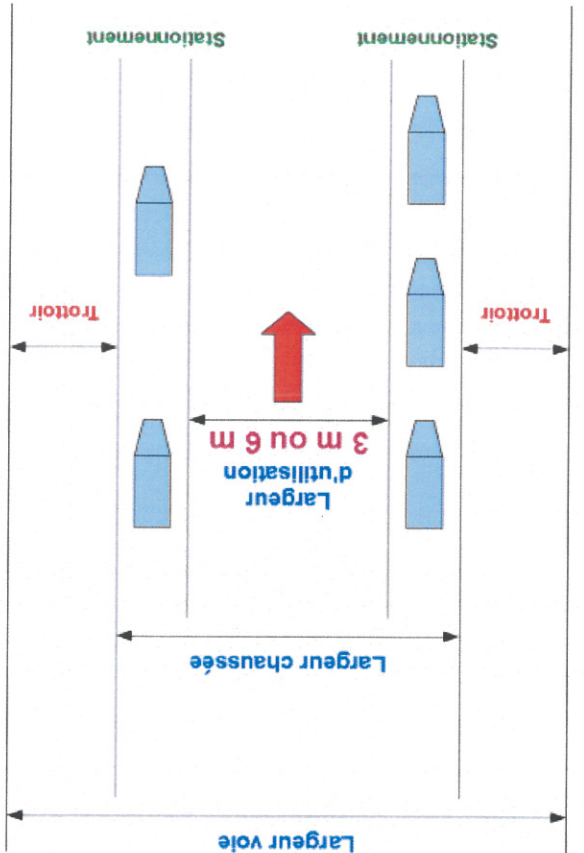 Largeur voie
Largeur chaussée
Largeur
d'utilisation
3 m ou 6 m
Trottoir
Trottoir
Stationnement
Stationnement